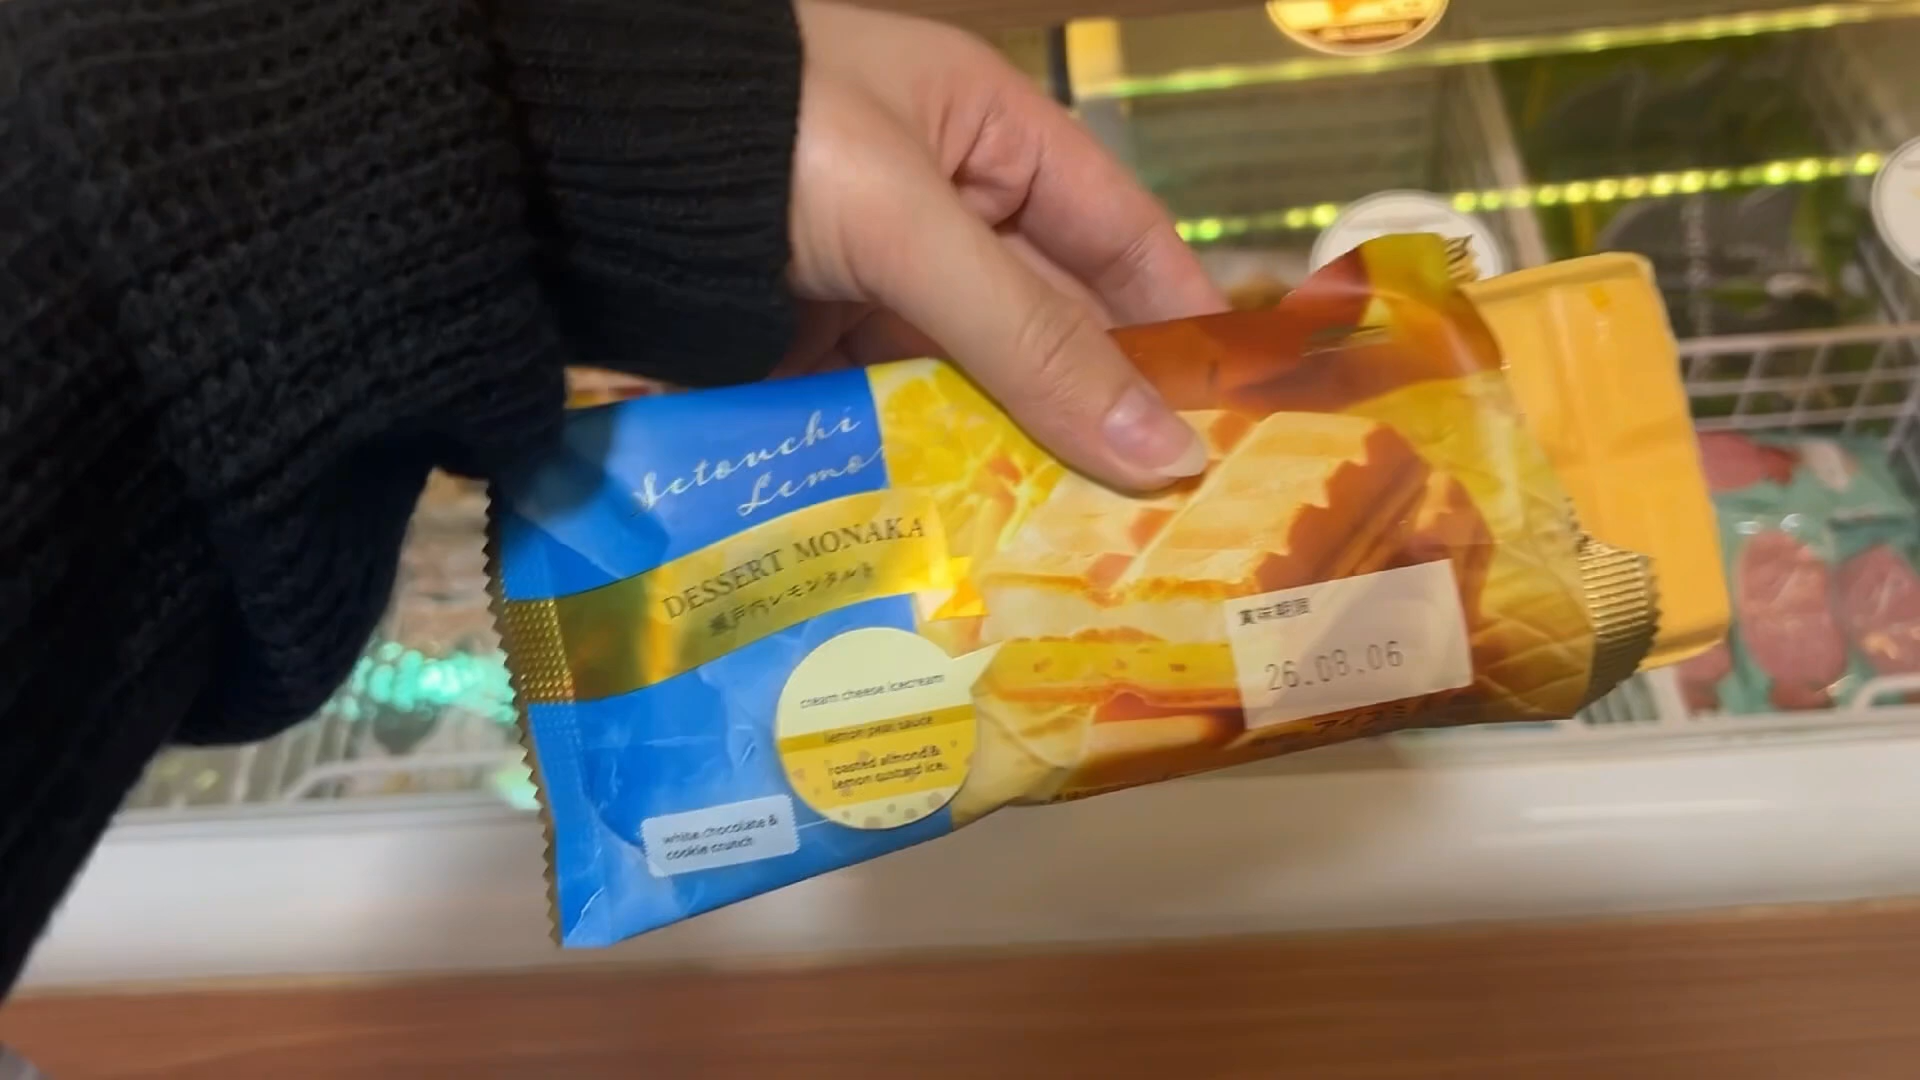 Setouchi
Lemon
DESSERT MONAKA
瀬戸内レモンタルト
cream cheese icecream
lemon peel sauce
roasted almond &
lemon custard ice
white chocolate &
cookie crunch
賞味期限
26.08.06